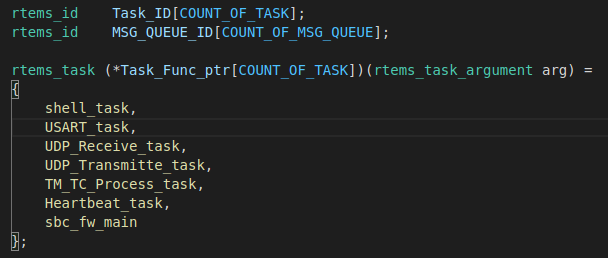 rtems_id    Task_ID[COUNT_OF_TASK];
rtems_id    MSG_QUEUE_ID[COUNT_OF_MSG_QUEUE];
rtems_task (*Task_Func_ptr[COUNT_OF_TASK])(rtems_task_argument arg) =
{
    shell_task,
    USART_task,
    UDP_Receive_task,
    UDP_Transmitte_task,
    TM_TC_Process_task,
    Heartbeat_task,
    sbc_fw_main
};